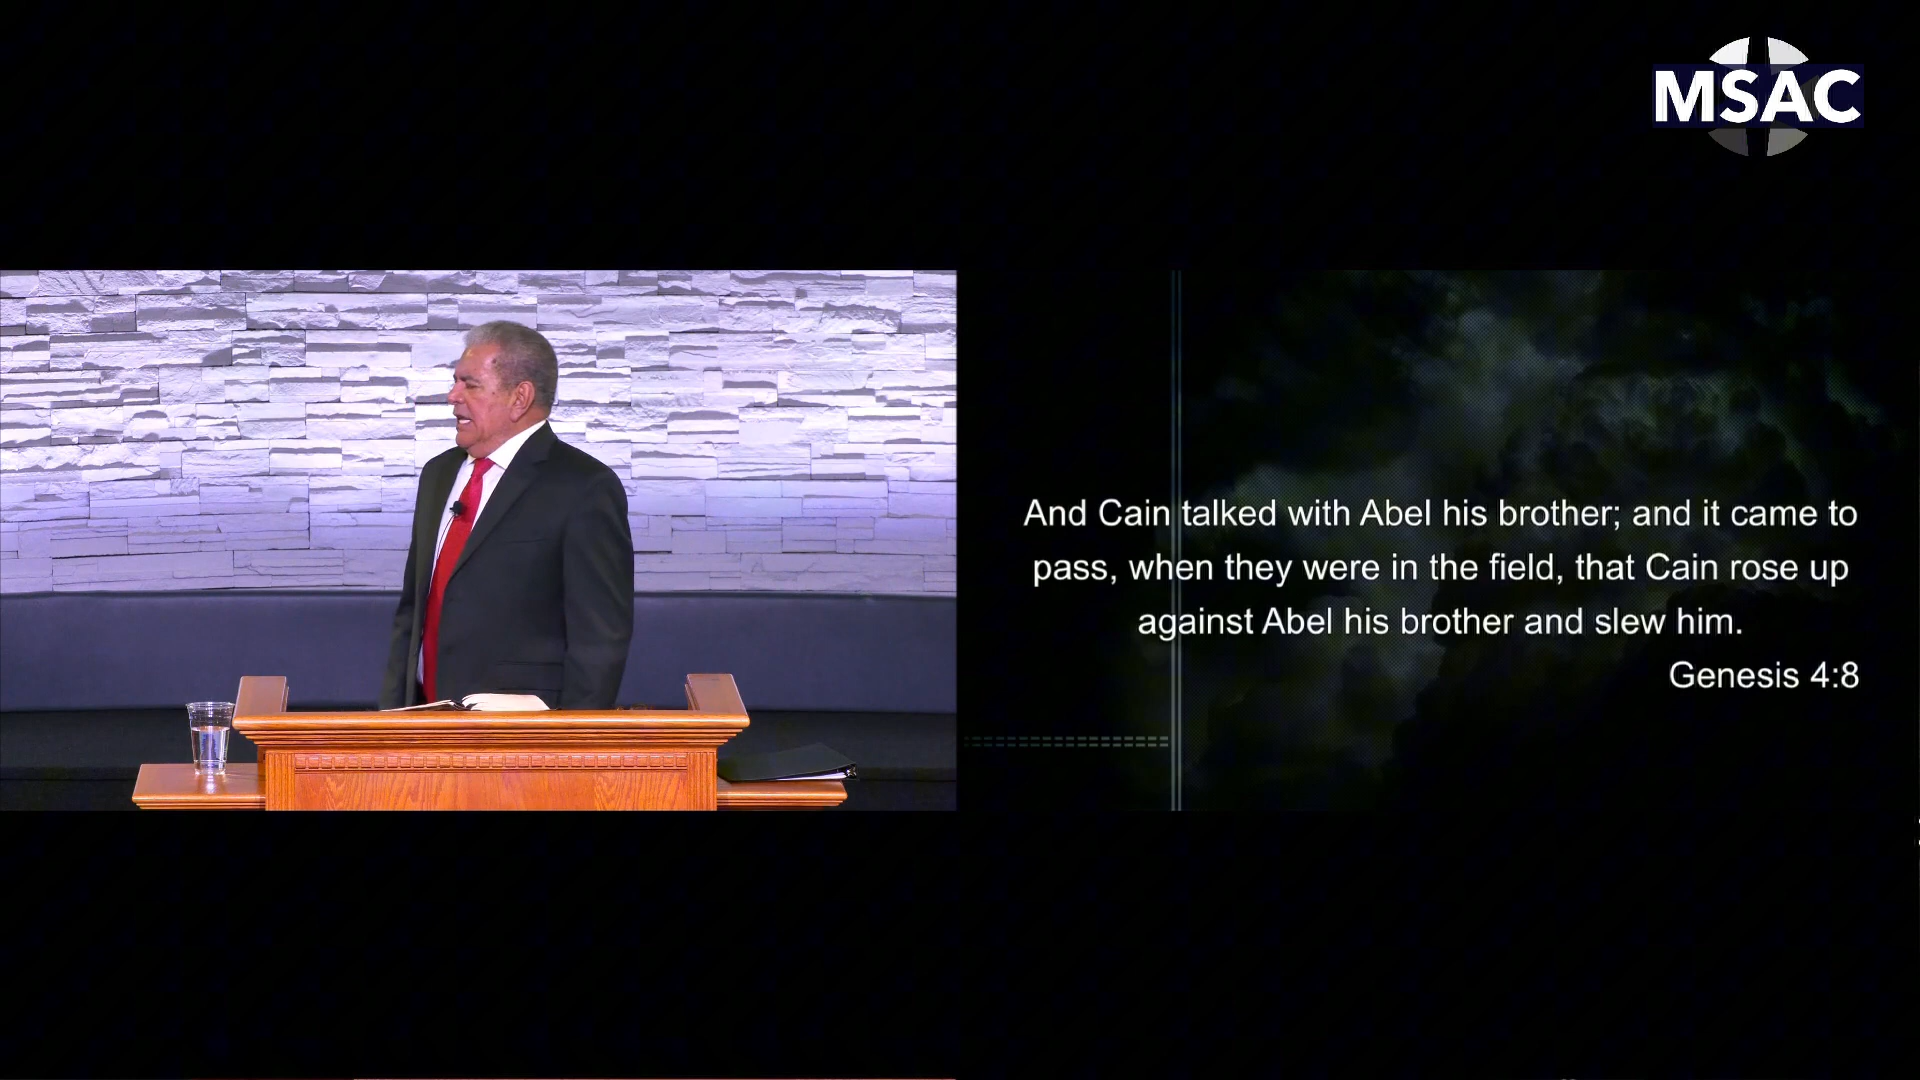 MSAC
And Cain talked with Abel his brother; and it came to
pass, when they were in the field, that Cain rose up
against Abel his brother and slew him.
Genesis 4:8